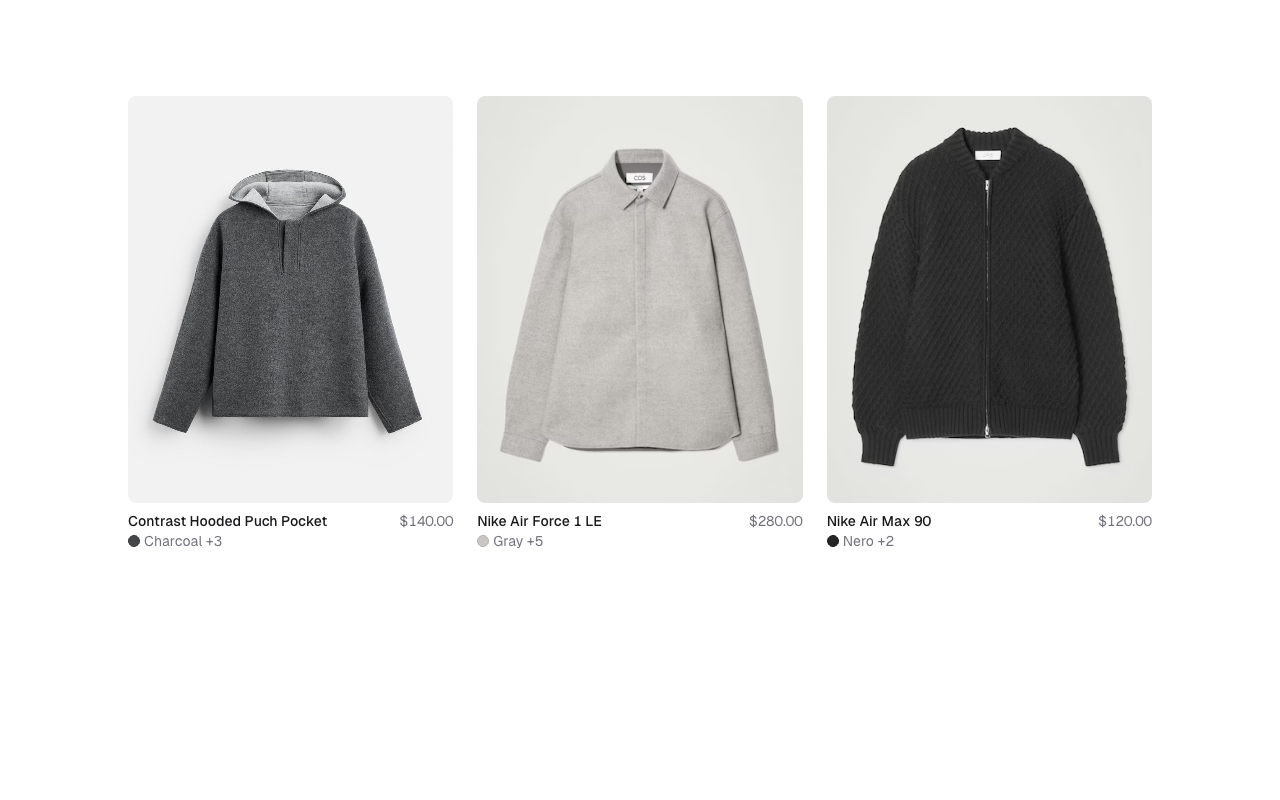 COS
Contrast Hooded Puch Pocket $140.00
Charcoal +3
Nike Air Force 1 LE $280.00
Gray +5
Nike Air Max 90 $120.00
Nero +2